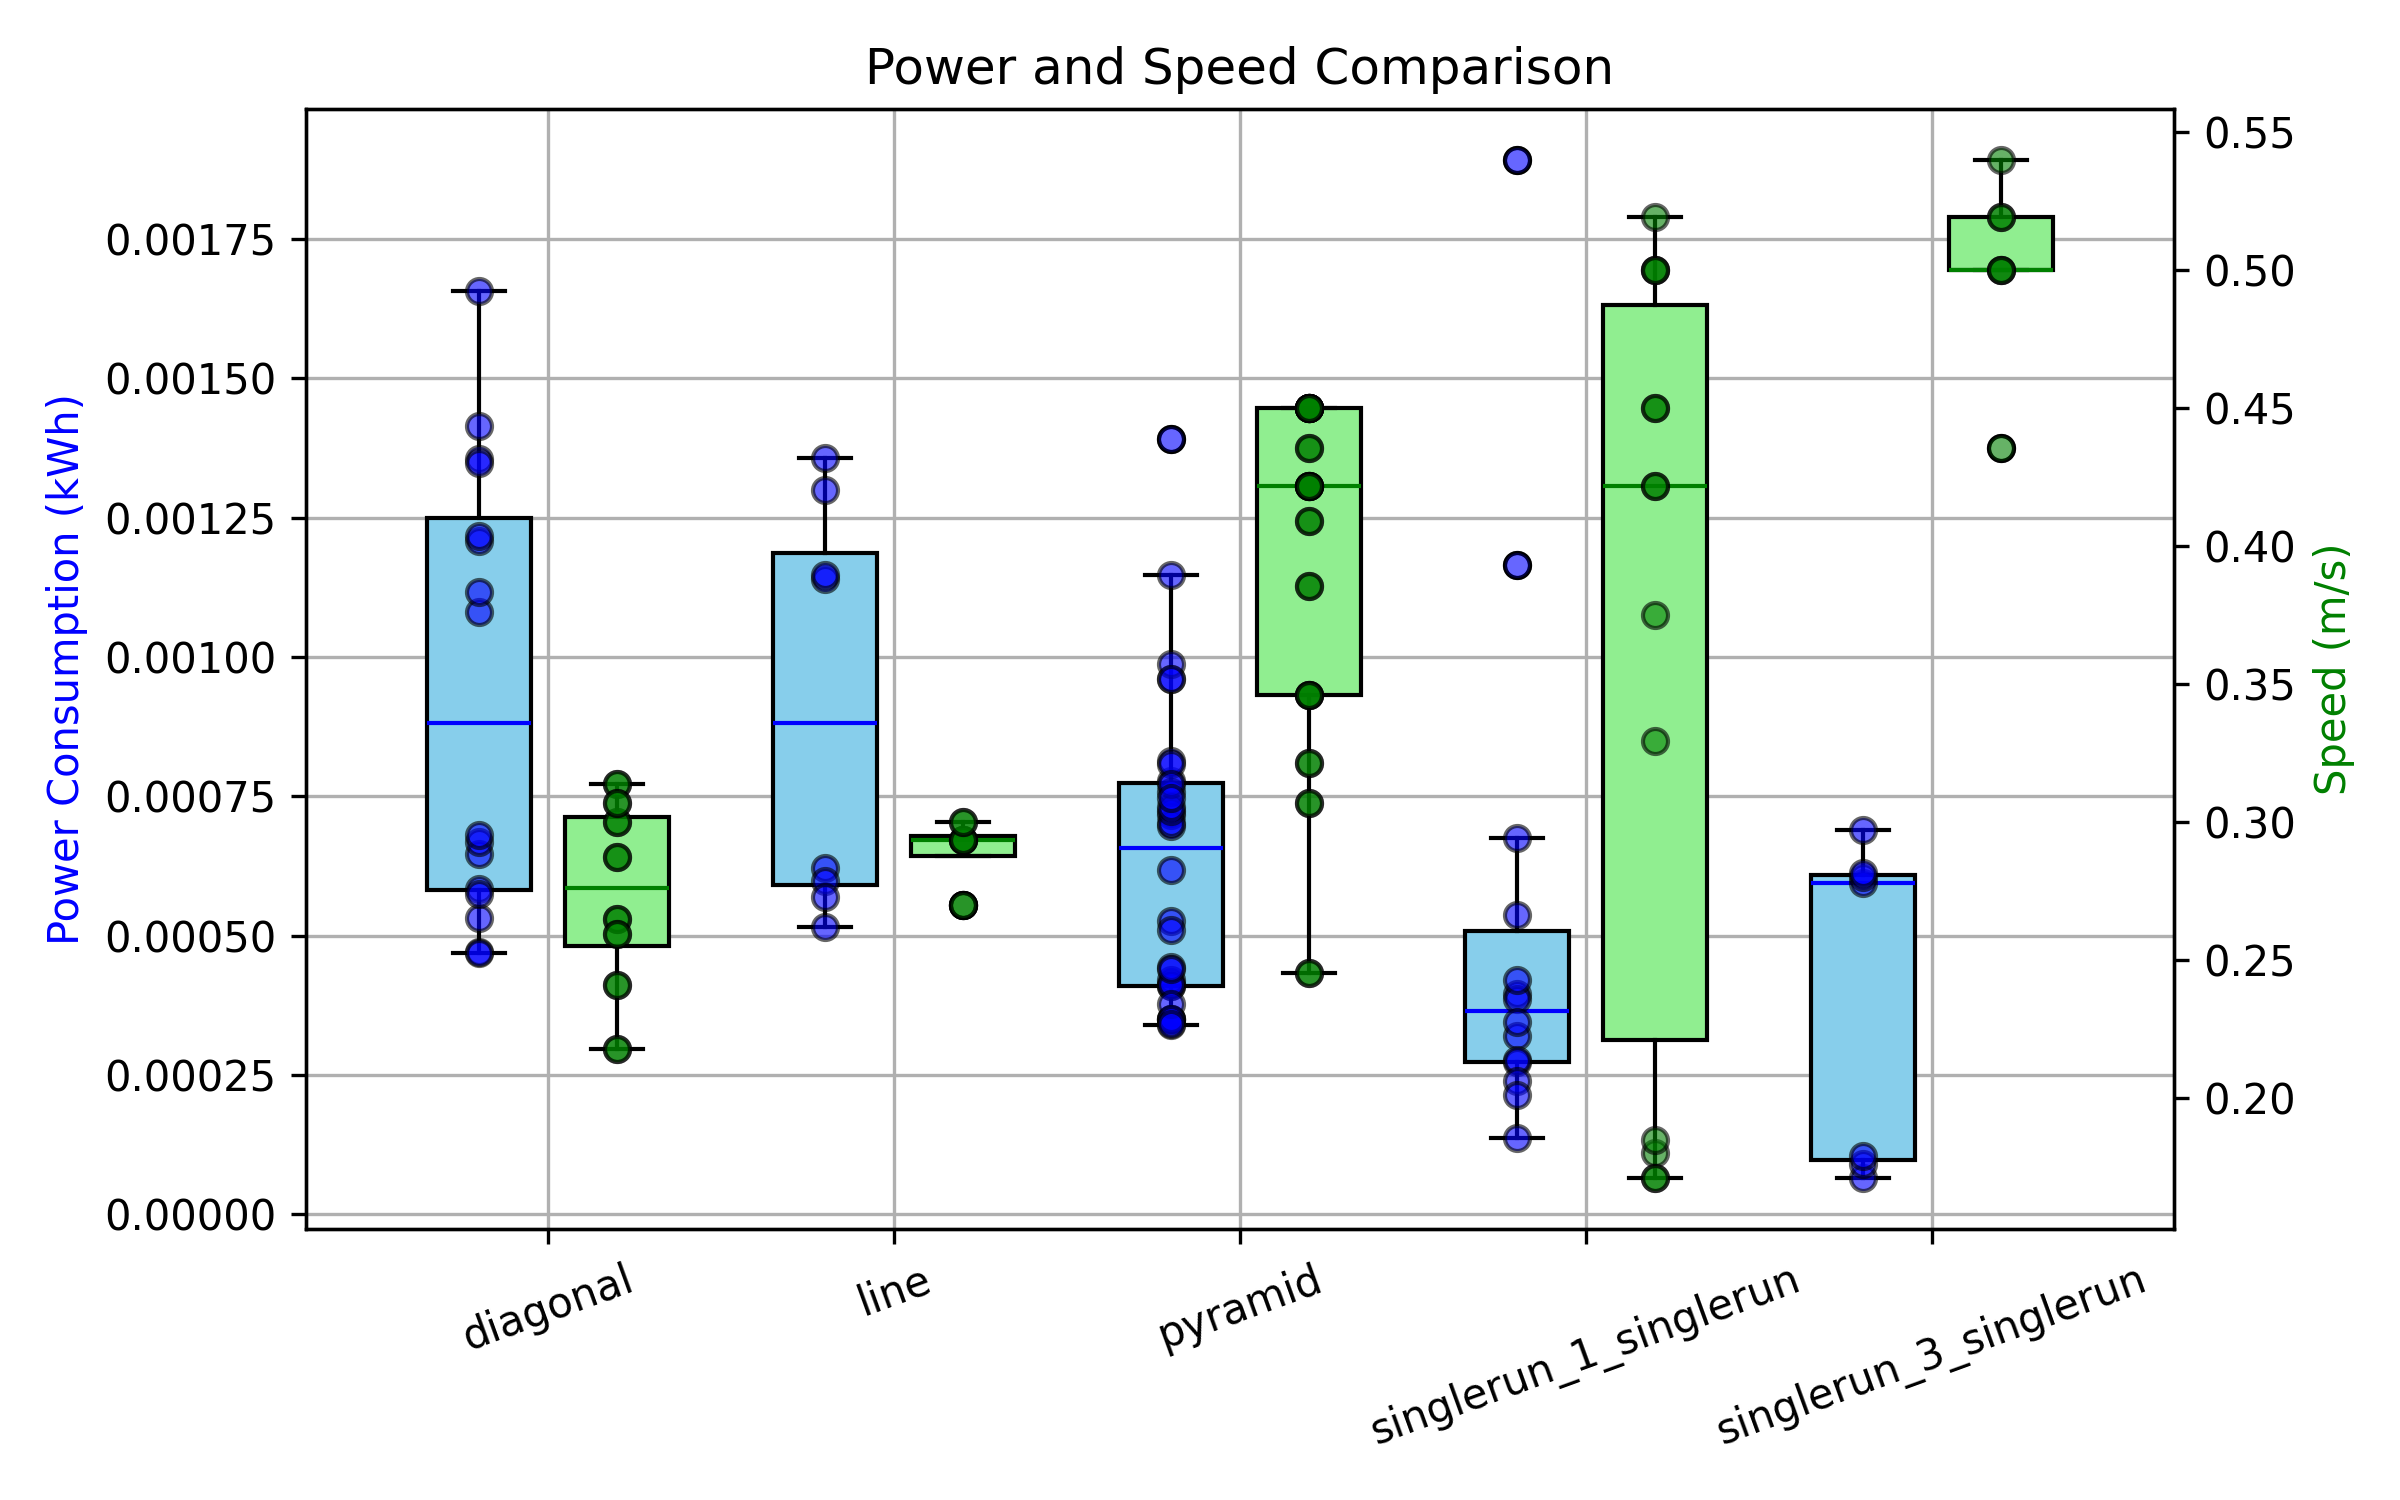 Power and Speed Comparison
Power Consumption (kWh)
0.00175
0.00150
0.00125
0.00100
0.00075
0.00050
0.00025
0.00000
0.55
0.50
0.45
0.40
0.35
0.30
0.25
0.20
Speed (m/s)
diagonal
line
pyramid
singlerun_1_singlerun
singlerun_3_singlerun